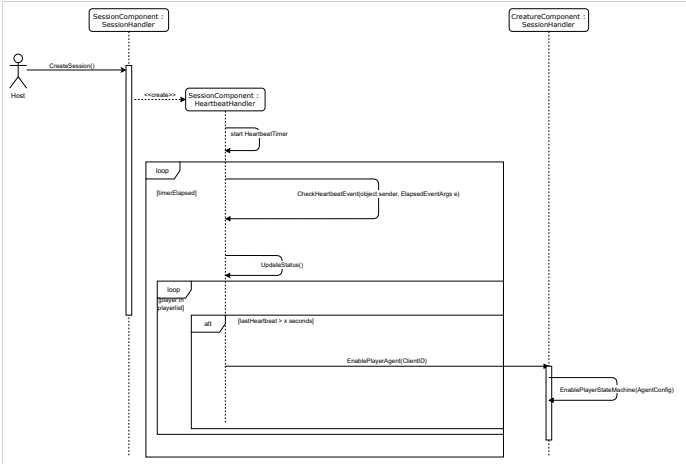 SessionComponent :
SessionHandler
CreatureComponent :
SessionHandler
CreateSession()
Host
<<create>>
SessionComponent :
HeartbeatHandler
start HeartbeatTimer
loop
[timerElapsed]
CheckHeartbeatEvent(object sender, ElapsedEventArgs e)
UpdateStatus()
loop
[player in
playerlist]
alt
[lastHeartbeat > x seconds]
EnablePlayerAgent(ClientID)
EnablePlayerStateMachine(AgentConfig)